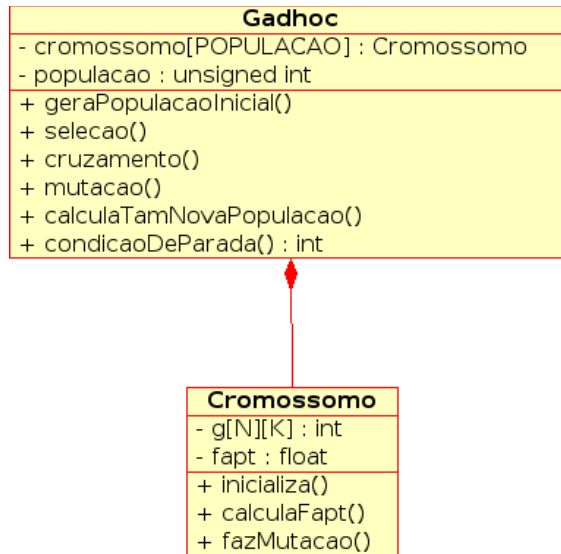 Gadhoc
- cromossomo[POPULACAO] : Cromossomo
- populacao : unsigned int
+ geraPopulacaoInicial()
+ selecao()
+ cruzamento()
+ mutacao()
+ calculaTamNovaPopulacao()
+ condicaoDeParada() : int
Cromossomo
- g[N][K] : int
- fapt : float
+ inicializa()
+ calculaFapt()
+ fazMutacao()